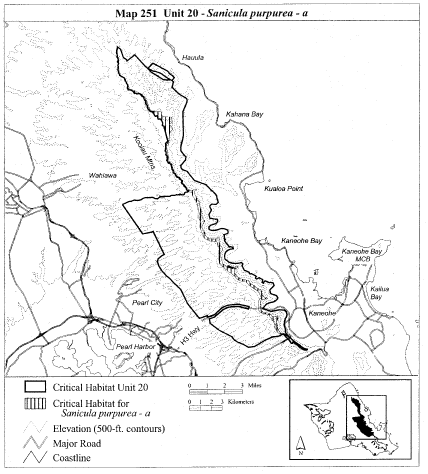 Map 251 Unit 20 - Sanicula purpurea - a
Hauula
Kahana Bay
Koolau Mtns.
Wahiawa
Kualoa Point
Kaneohe Bay
Kaneohe Bay
MCB
Kailua
Bay
Pearl City
Kaneohe
H3 Hwy
Pearl Harbor
Critical Habitat Unit 20
Critical Habitat for
Sanicula purpurea - a
Elevation (500-ft. contours)
Major Road
Coastline
0 1 2 3 Miles
0 1 2 3 Kilometers
N